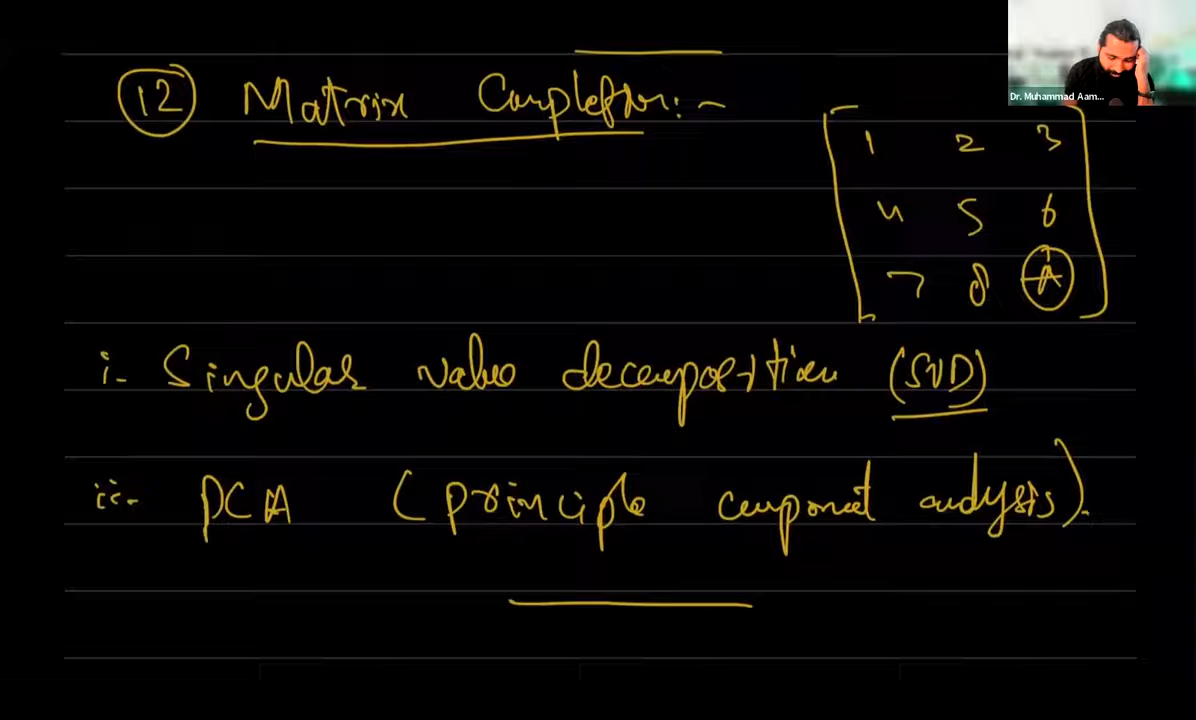 Dr. Muhammad Aam...
12 Matrix Completion:-
1 2 3
4 5 6
7 8
i- Singular value decomposition (SVD)
ii- PCA (principle component analysis).